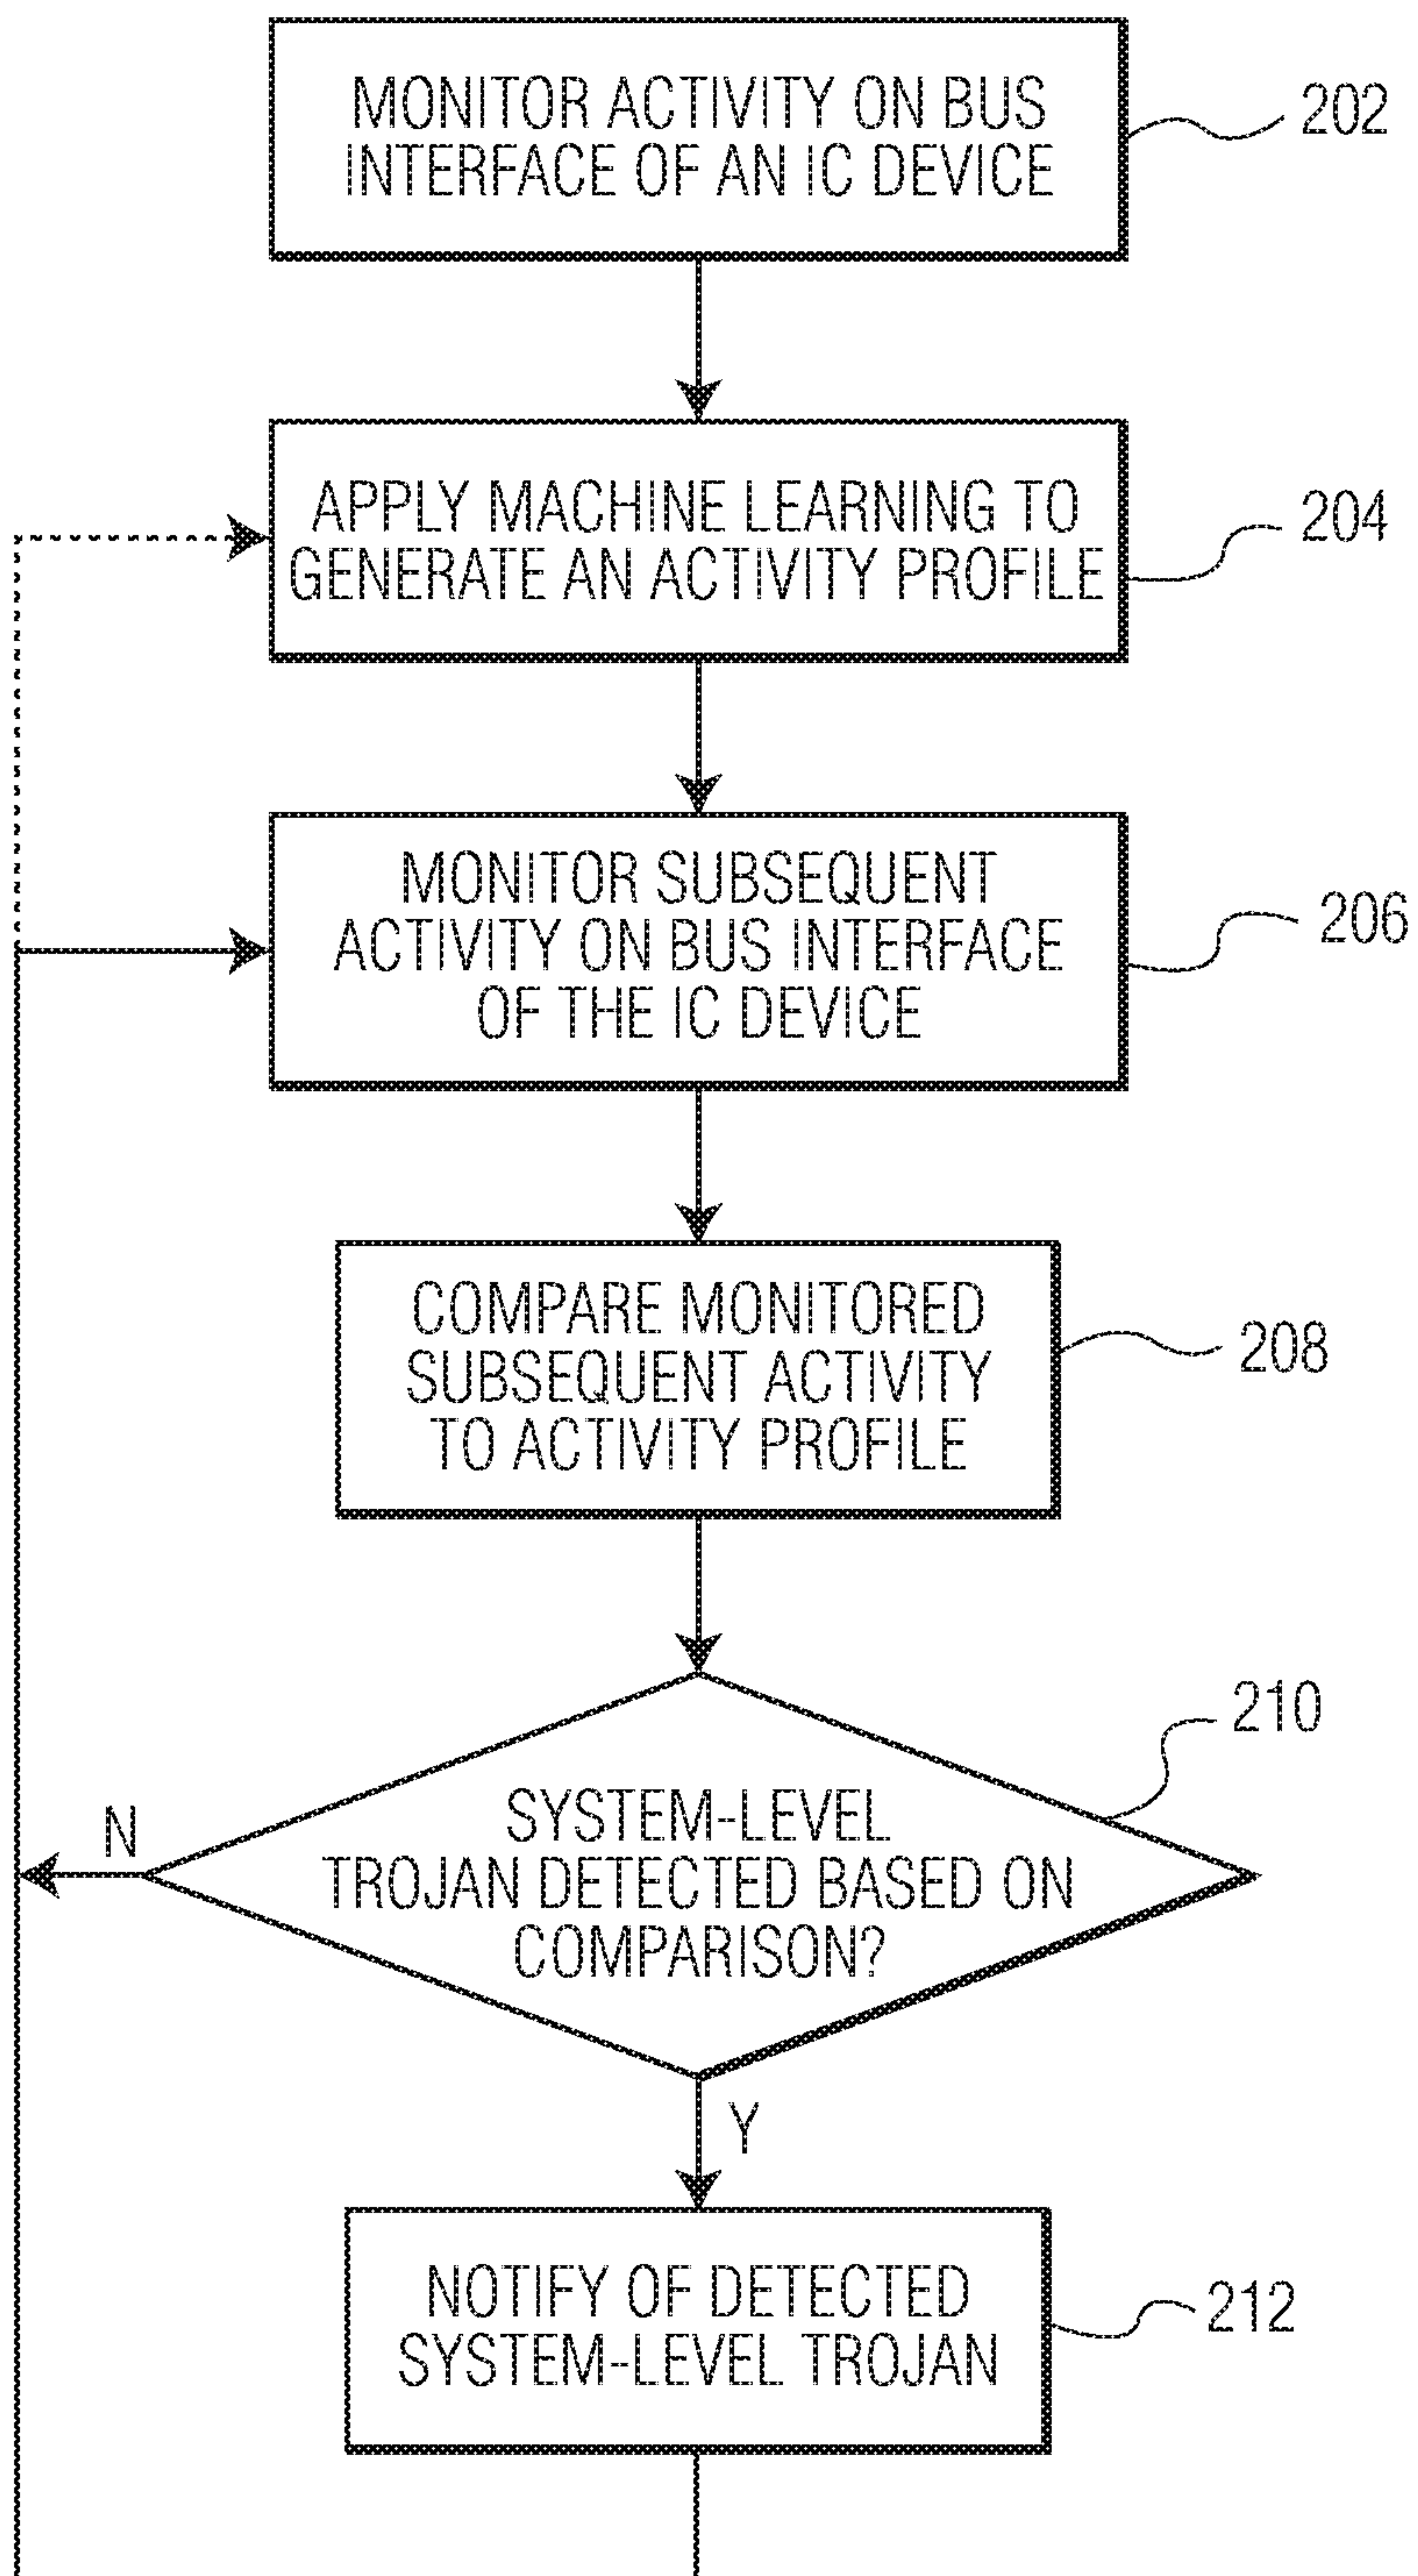 MONITOR ACTIVITY ON BUS
INTERFACE OF AN IC DEVICE
202
APPLY MACHINE LEARNING TO
GENERATE AN ACTIVITY PROFILE
204
MONITOR SUBSEQUENT
ACTIVITY ON BUS INTERFACE
OF THE IC DEVICE
206
COMPARE MONITORED
SUBSEQUENT ACTIVITY
TO ACTIVITY PROFILE
208
210
SYSTEM-LEVEL
TROJAN DETECTED BASED ON
COMPARISON?
N
Y
NOTIFY OF DETECTED
SYSTEM-LEVEL TROJAN
212